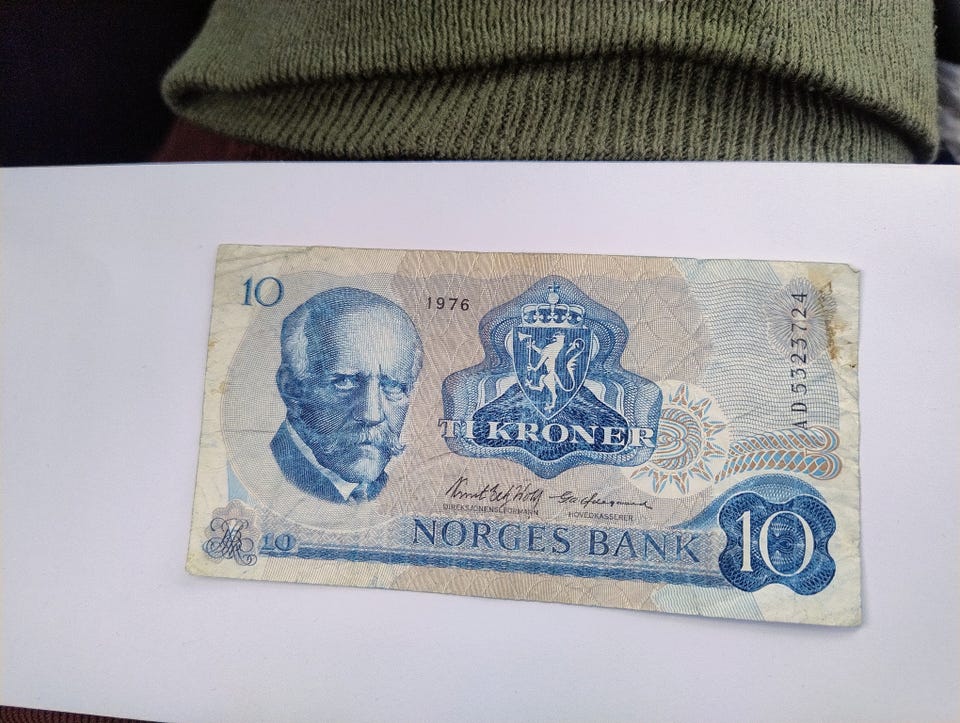 10
1976
AD5323724
TI KRONER
DIREKSJONENS FORMANN
HOVEDKASSERER
10
NORGES BANK
10